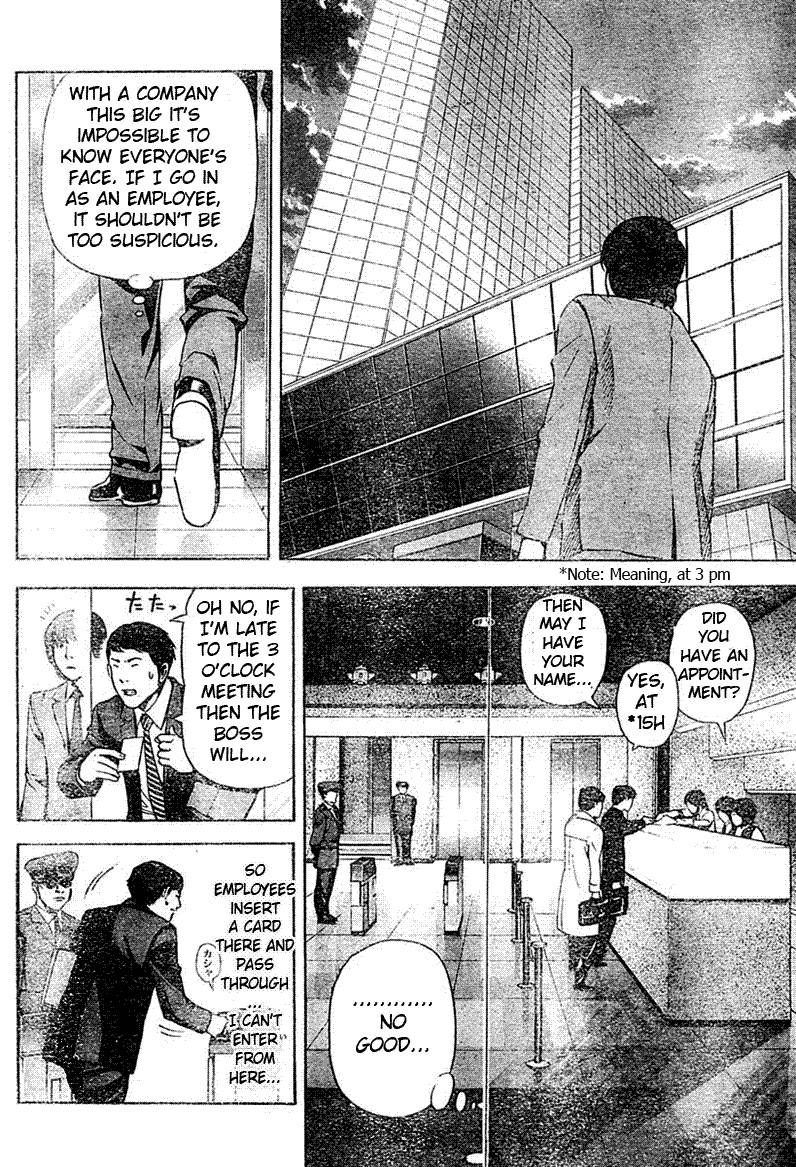 WITH A COMPANY
THIS BIG IT'S
IMPOSSIBLE TO
KNOW EVERYONE'S
FACE. IF I GO IN
AS AN EMPLOYEE,
IT SHOULDN'T BE
TOO SUSPICIOUS.
*Note: Meaning, at 3 pm
DID
YOU
HAVE AN
APPOINT-
MENT?
YES,
AT
*15H
THEN
MAY I
HAVE
YOUR
NAME...
............
NO
GOOD...
たたっ
OH NO, IF
I'M LATE
TO THE 3
O'CLOCK
MEETING
THEN THE
BOSS
WILL...
SO
EMPLOYEES
INSERT
A CARD
THERE AND
PASS
THROUGH
...
I CAN'T
ENTER
FROM
HERE...
カシャ